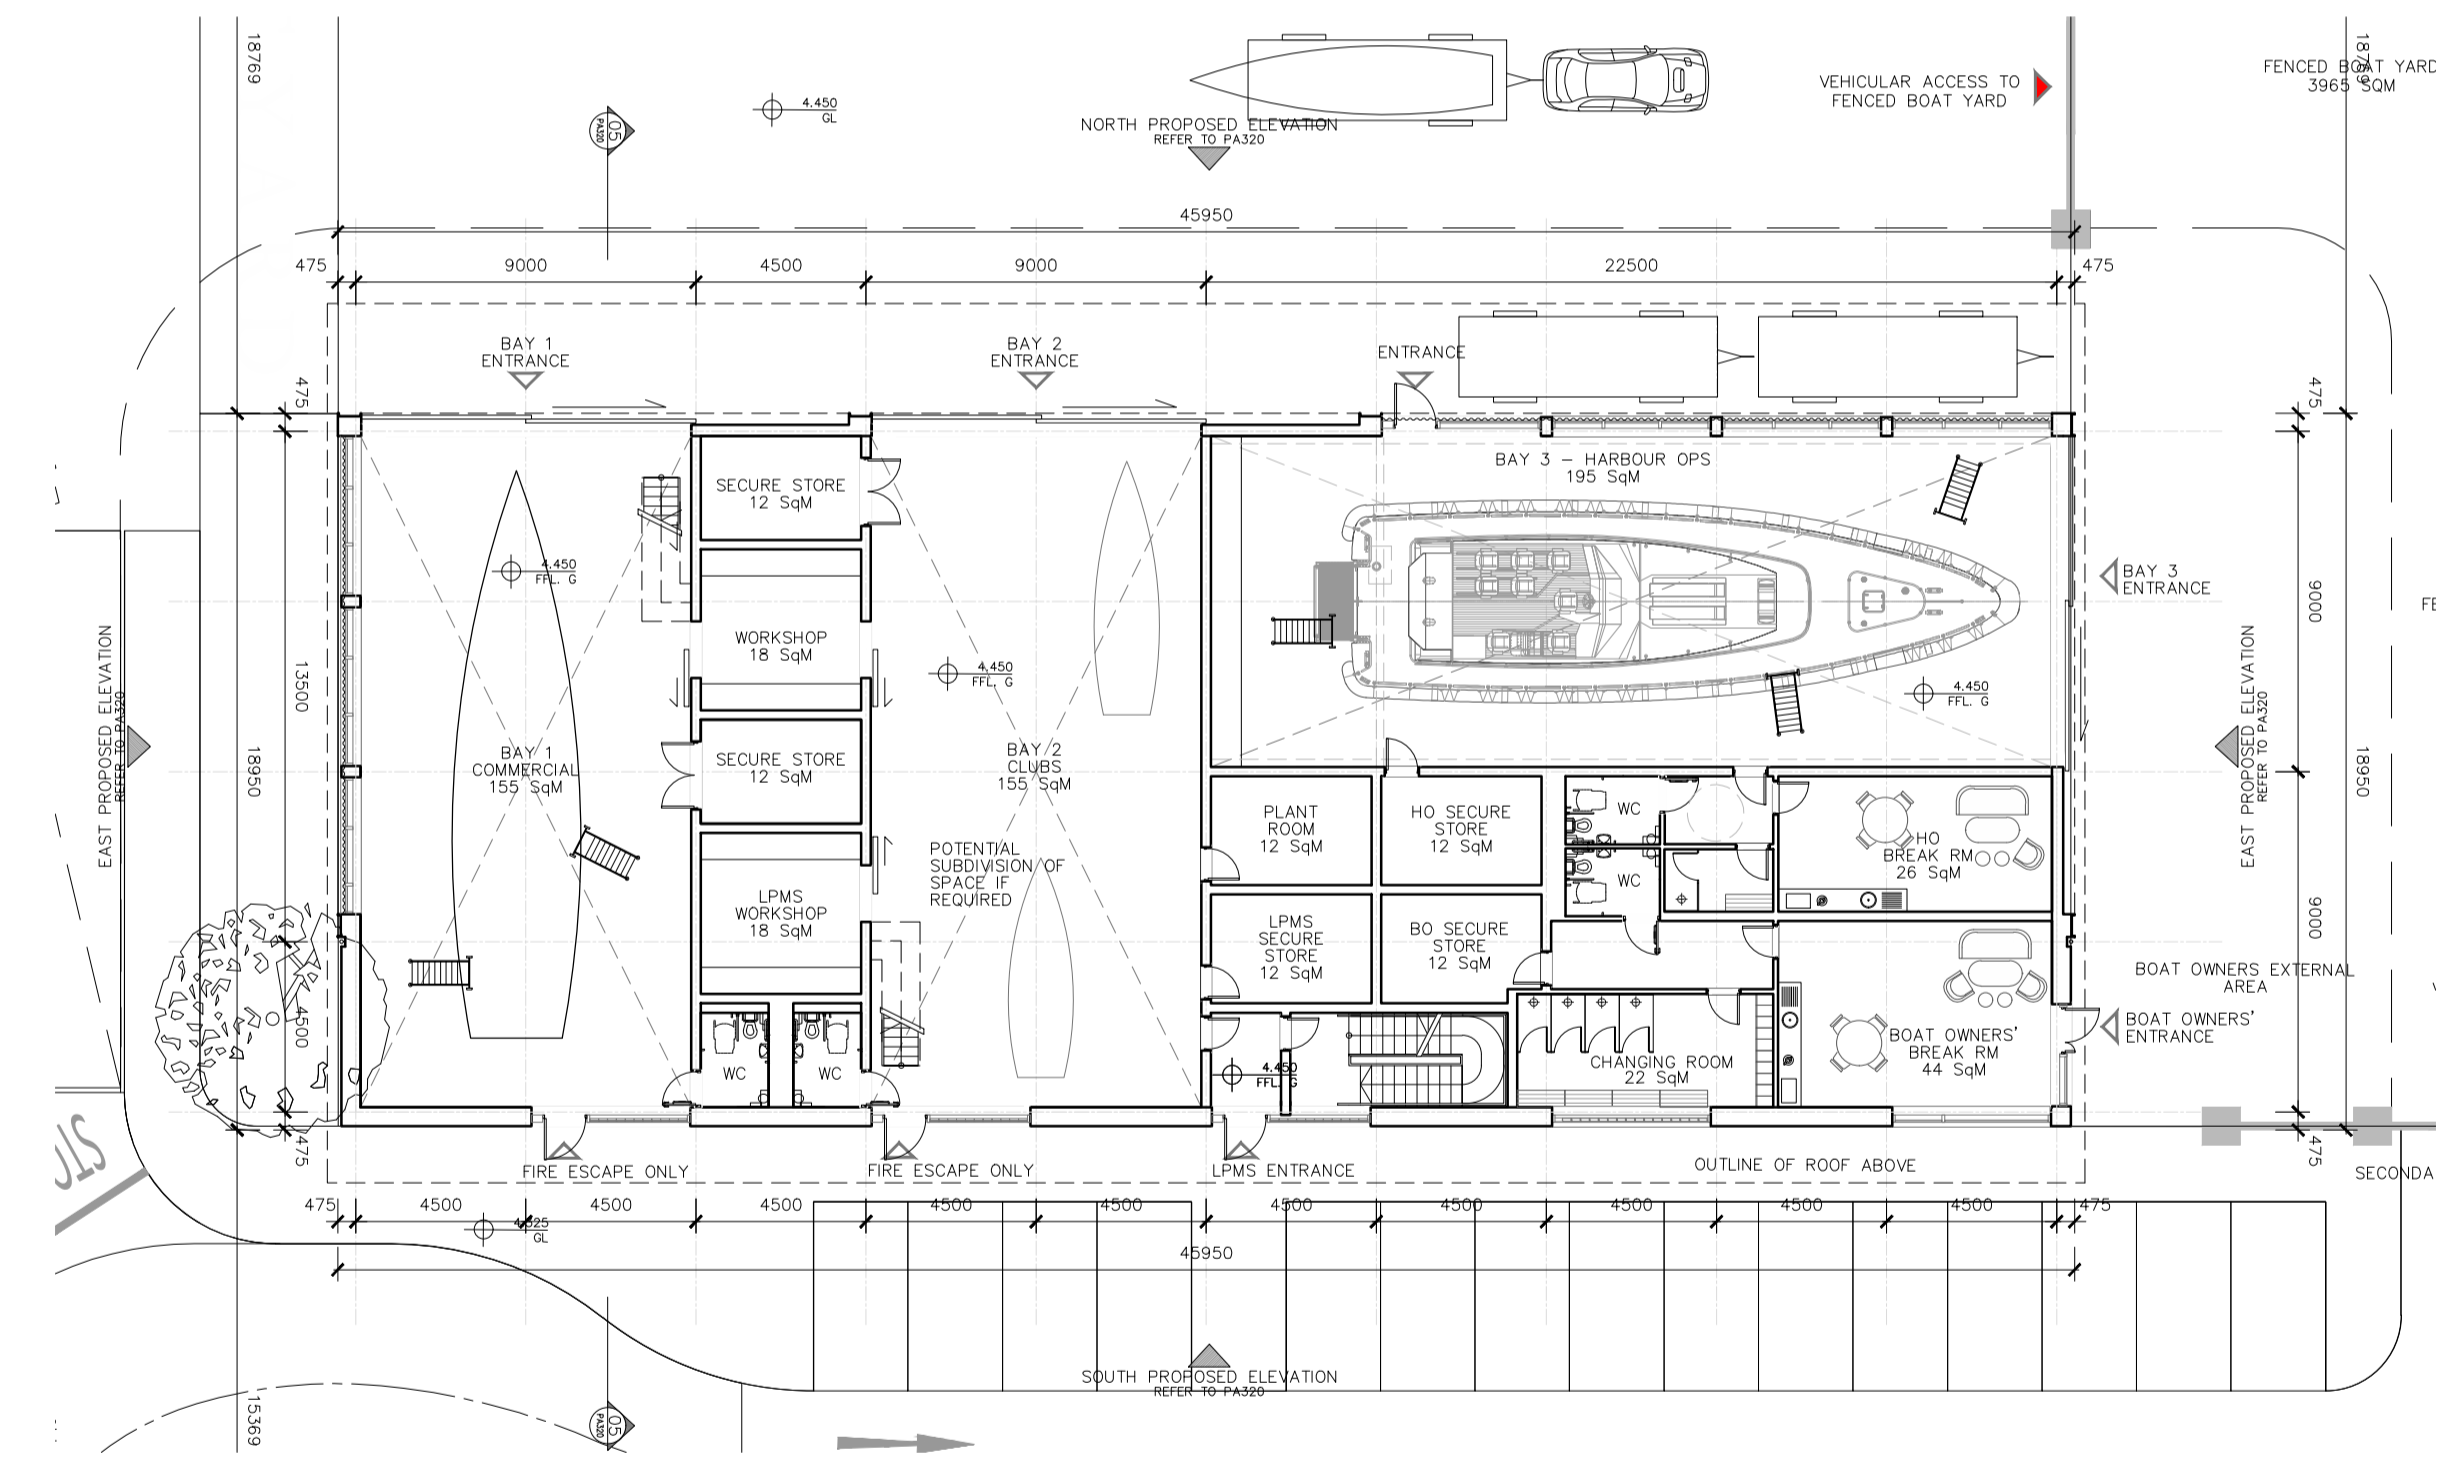 18769
18769
FENCED BOAT YARD
3965 SQM
VEHICULAR ACCESS TO
FENCED BOAT YARD
4.450
GL
05
PA320
NORTH PROPOSED ELEVATION
REFER TO PA320
45950
475
9000
4500
9000
22500
475
BAY 1
ENTRANCE
BAY 2
ENTRANCE
ENTRANCE
475
475
BAY 3 – HARBOUR OPS
195 SqM
SECURE STORE
12 SqM
4.450
FFL. G
WORKSHOP
18 SqM
4.450
FFL. G
4.450
FFL. G
BAY 3
ENTRANCE
9000
EAST PROPOSED ELEVATION
REFER TO PA320
13500
18950
BAY 1
COMMERCIAL
155 SqM
SECURE STORE
12 SqM
BAY 2
CLUBS
155 SqM
EAST PROPOSED ELEVATION
REFER TO PA320
18950
PLANT
ROOM
12 SqM
HO SECURE
STORE
12 SqM
WC
HO
BREAK RM
26 SqM
POTENTIAL
SUBDIVISION OF
SPACE IF
REQUIRED
WC
LPMS
WORKSHOP
18 SqM
LPMS
SECURE
STORE
12 SqM
BO SECURE
STORE
12 SqM
9000
BOAT OWNERS EXTERNAL
AREA
4500
BOAT OWNERS'
BREAK RM
44 SqM
BOAT OWNERS'
ENTRANCE
WC
WC
4.450
FFL. G
CHANGING ROOM
22 SqM
475
475
FIRE ESCAPE ONLY
FIRE ESCAPE ONLY
LPMS ENTRANCE
OUTLINE OF ROOF ABOVE
SECONDA
475
4500
4500
4500
4500
4500
4500
4500
4500
4500
4500
475
4.325
GL
45950
SOUTH PROPOSED ELEVATION
REFER TO PA320
15369
05
PA320